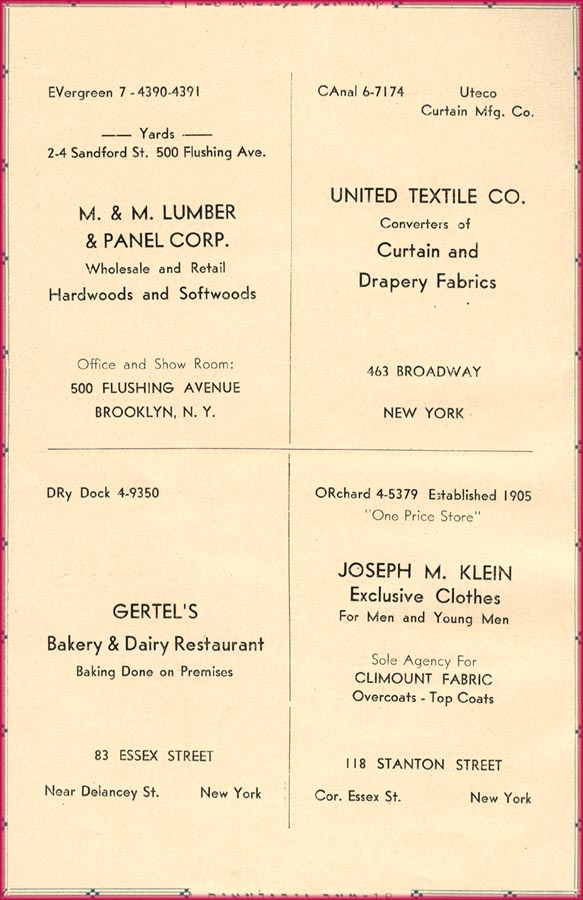 EVergreen 7 - 4390-4391
—— Yards ——
2-4 Sandford St. 500 Flushing Ave.
M. & M. LUMBER
& PANEL CORP.
Wholesale and Retail
Hardwoods and Softwoods
Office and Show Room:
500 FLUSHING AVENUE
BROOKLYN, N. Y.
CAnal 6-7174 Uteco
Curtain Mfg. Co.
UNITED TEXTILE CO.
Converters of
Curtain and
Drapery Fabrics
463 BROADWAY
NEW YORK
DRy Dock 4-9350
GERTEL'S
Bakery & Dairy Restaurant
Baking Done on Premises
83 ESSEX STREET
Near Delancey St. New York
ORchard 4-5379 Established 1905
"One Price Store"
JOSEPH M. KLEIN
Exclusive Clothes
For Men and Young Men
Sole Agency For
CLIMOUNT FABRIC
Overcoats - Top Coats
118 STANTON STREET
Cor. Essex St. New York